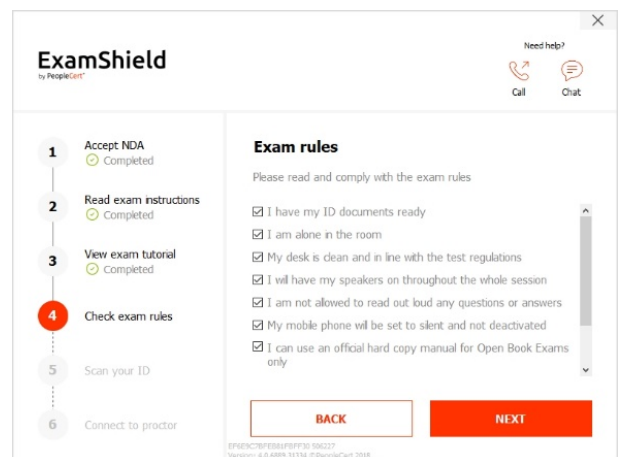 Need help?
ExamShield
by PeopleCert
Call
Chat
1
Accept NDA
Completed
2
Read exam instructions
Completed
3
View exam tutorial
Completed
4
Check exam rules
5
Scan your ID
6
Connect to proctor
Exam rules
Please read and comply with the exam rules
I have my ID documents ready
I am alone in the room
My desk is clean and in line with the test regulations
I will have my speakers on throughout the whole session
I am not allowed to read out loud any questions or answers
My mobile phone will be set to silent and not deactivated
I can use an official hard copy manual for Open Book Exams
only
BACK
NEXT
©PeopleCert 2018